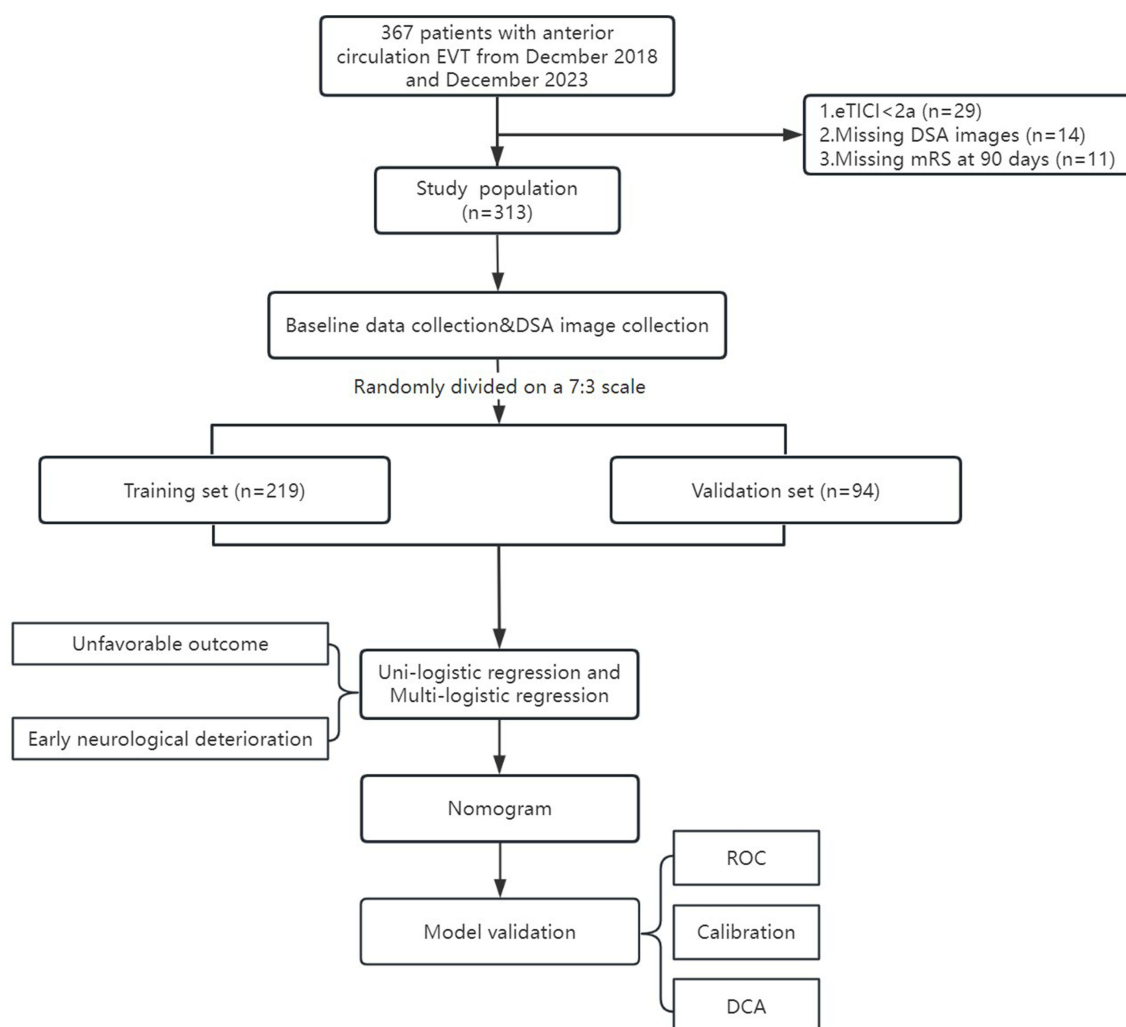 367 patients with anterior
circulation EVT from Decmber 2018
and December 2023
1.eTICI<2a (n=29)
2.Missing DSA images (n=14)
3.Missing mRS at 90 days (n=11)
Study population
(n=313)
Baseline data collection&DSA image collection
Randomly divided on a 7:3 scale
Training set (n=219)
Validation set (n=94)
Unfavorable outcome
Early neurological deterioration
Uni-logistic regression and
Multi-logistic regression
Nomogram
Model validation
ROC
Calibration
DCA